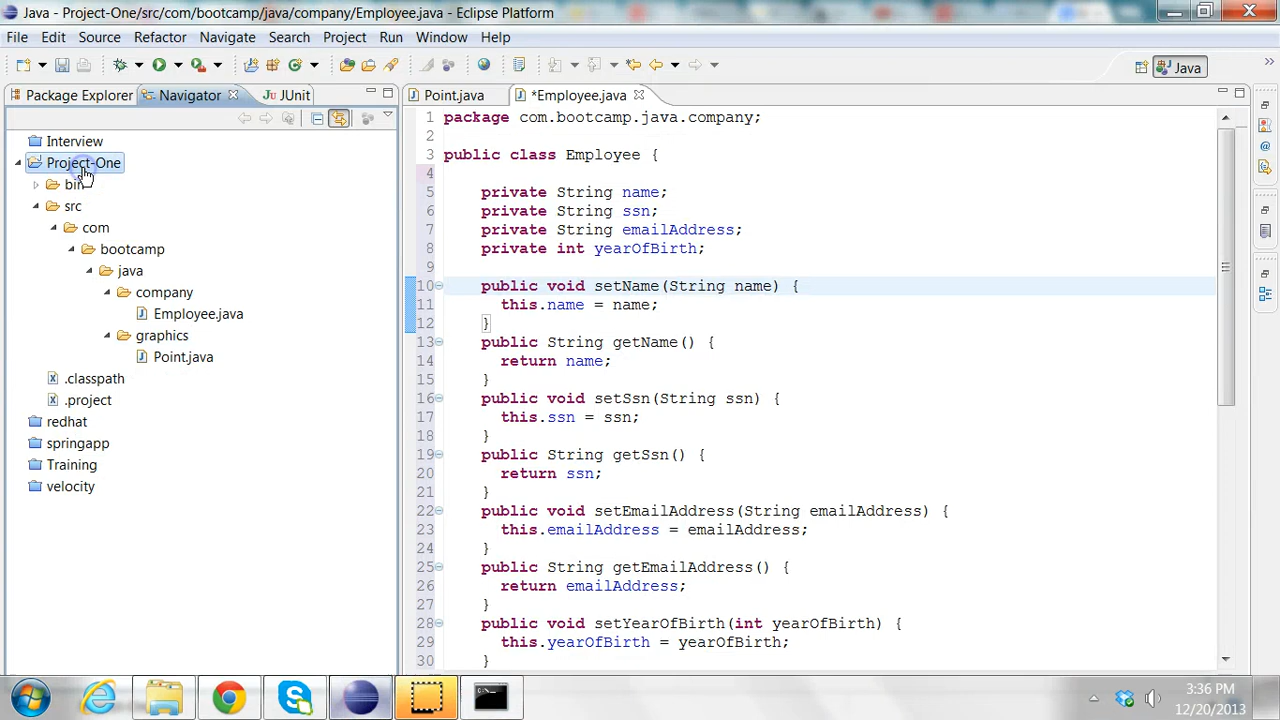 Java - Project-One/src/com/bootcamp/java/company/Employee.java - Eclipse Platform
File Edit Source Refactor Navigate Search Project Run Window Help
Java
Package Explorer Navigator JUnit
Point.java *Employee.java
Interview
Project-One
bin
src
com
bootcamp
java
company
Employee.java
graphics
Point.java
.classpath
.project
redhat
springapp
Training
velocity
1 package com.bootcamp.java.company;
2
3 public class Employee {
4
5 private String name;
6 private String ssn;
7 private String emailAddress;
8 private int yearOfBirth;
9
10 public void setName(String name) {
11 this.name = name;
12 }
13 public String getName() {
14 return name;
15 }
16 public void setSsn(String ssn) {
17 this.ssn = ssn;
18 }
19 public String getSsn() {
20 return ssn;
21 }
22 public void setEmailAddress(String emailAddress) {
23 this.emailAddress = emailAddress;
24 }
25 public String getEmailAddress() {
26 return emailAddress;
27 }
28 public void setYearOfBirth(int yearOfBirth) {
29 this.yearOfBirth = yearOfBirth;
30 }
3:36 PM
12/20/2013